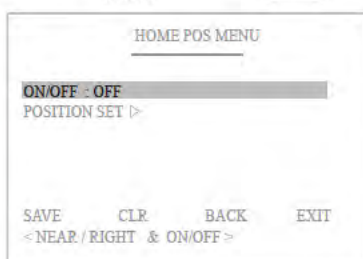 HOME POS MENU
ON/OFF : OFF
POSITION SET ▷
SAVE CLR BACK EXIT
< NEAR / RIGHT & ON/OFF >